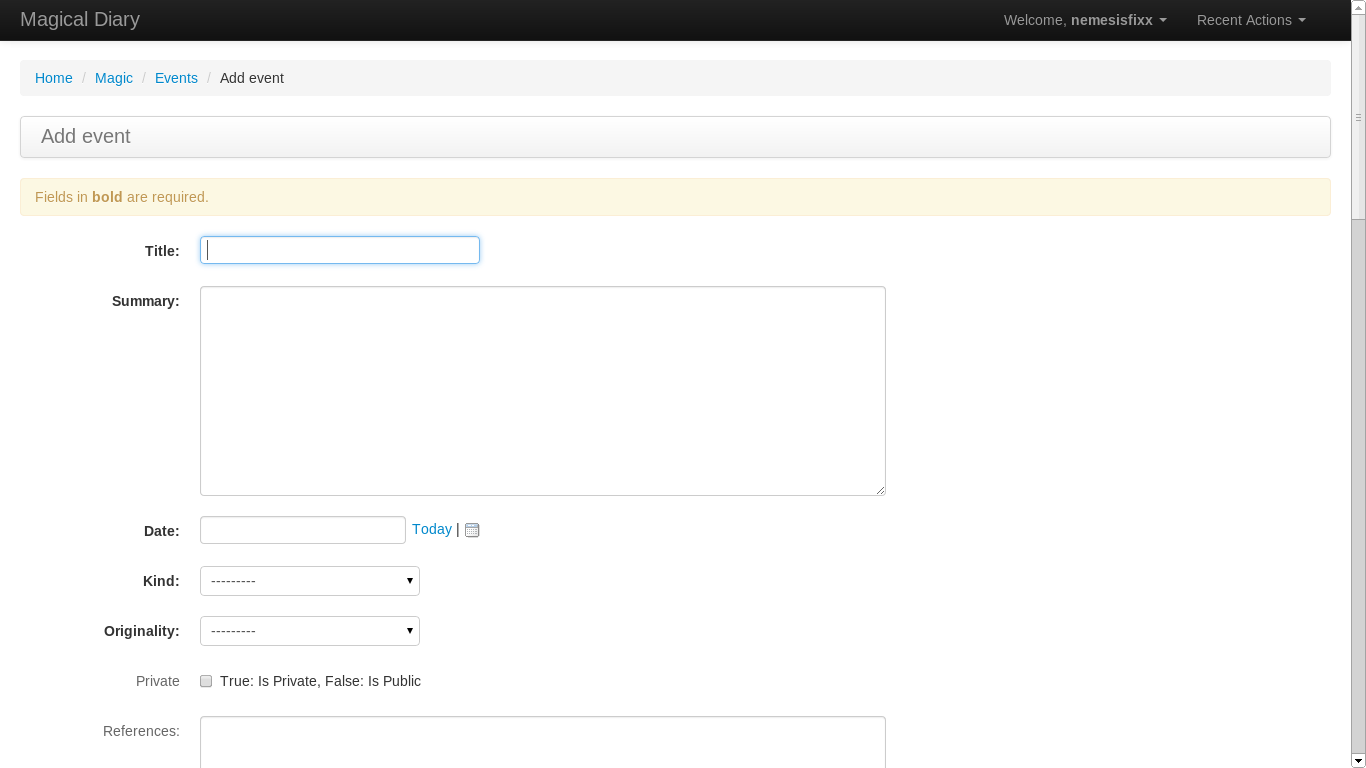 Magical Diary Welcome, nemesisfixx Recent Actions
Home / Magic / Events / Add event
Add event
Fields in bold are required.
Title:
Summary:
Date: Today |
Kind: ---------
Originality: ---------
Private True: Is Private, False: Is Public
References: